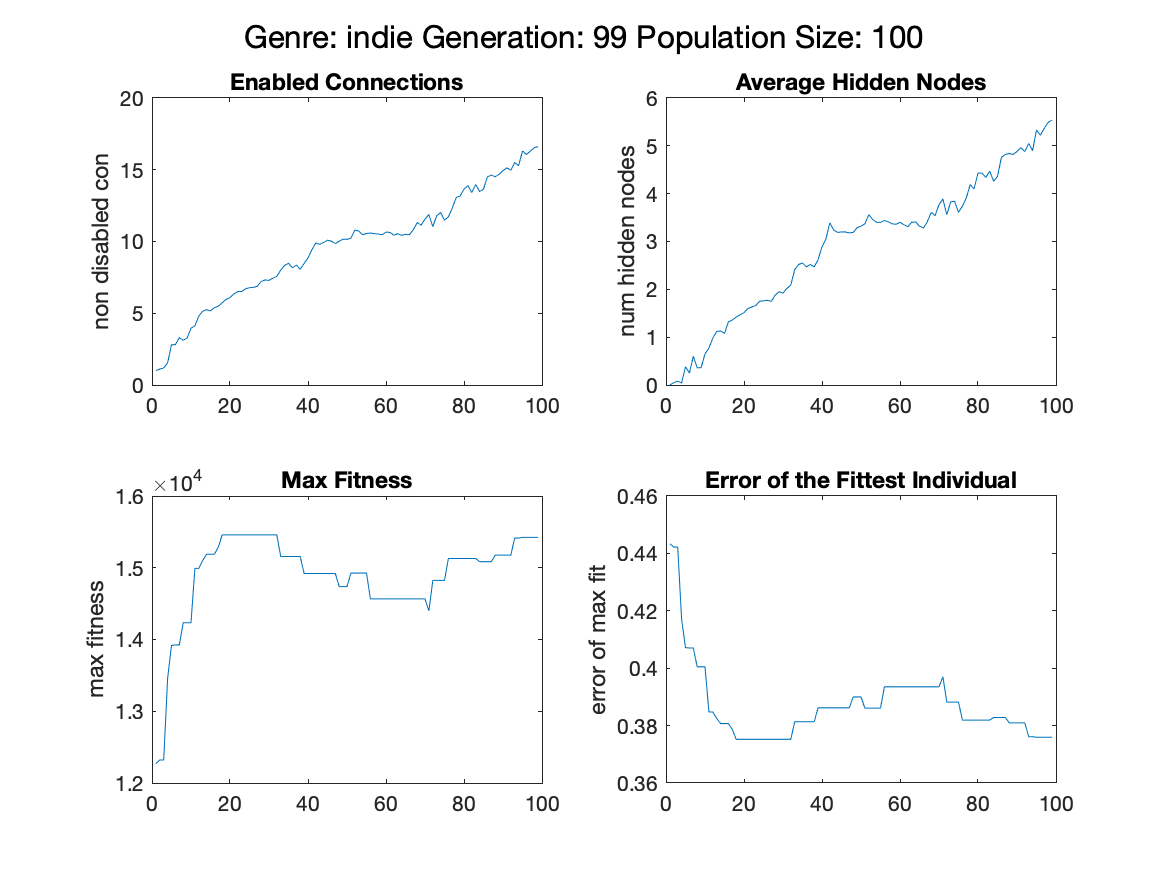 Genre: indie Generation: 99 Population Size: 100
Enabled Connections
non disabled con
20
15
10
5
0
0 20 40 60 80 100
Average Hidden Nodes
num hidden nodes
6
5
4
3
2
1
0
0 20 40 60 80 100
Max Fitness
×10^4
max fitness
1.6
1.5
1.4
1.3
1.2
0 20 40 60 80 100
Error of the Fittest Individual
error of max fit
0.46
0.44
0.42
0.4
0.38
0.36
0 20 40 60 80 100